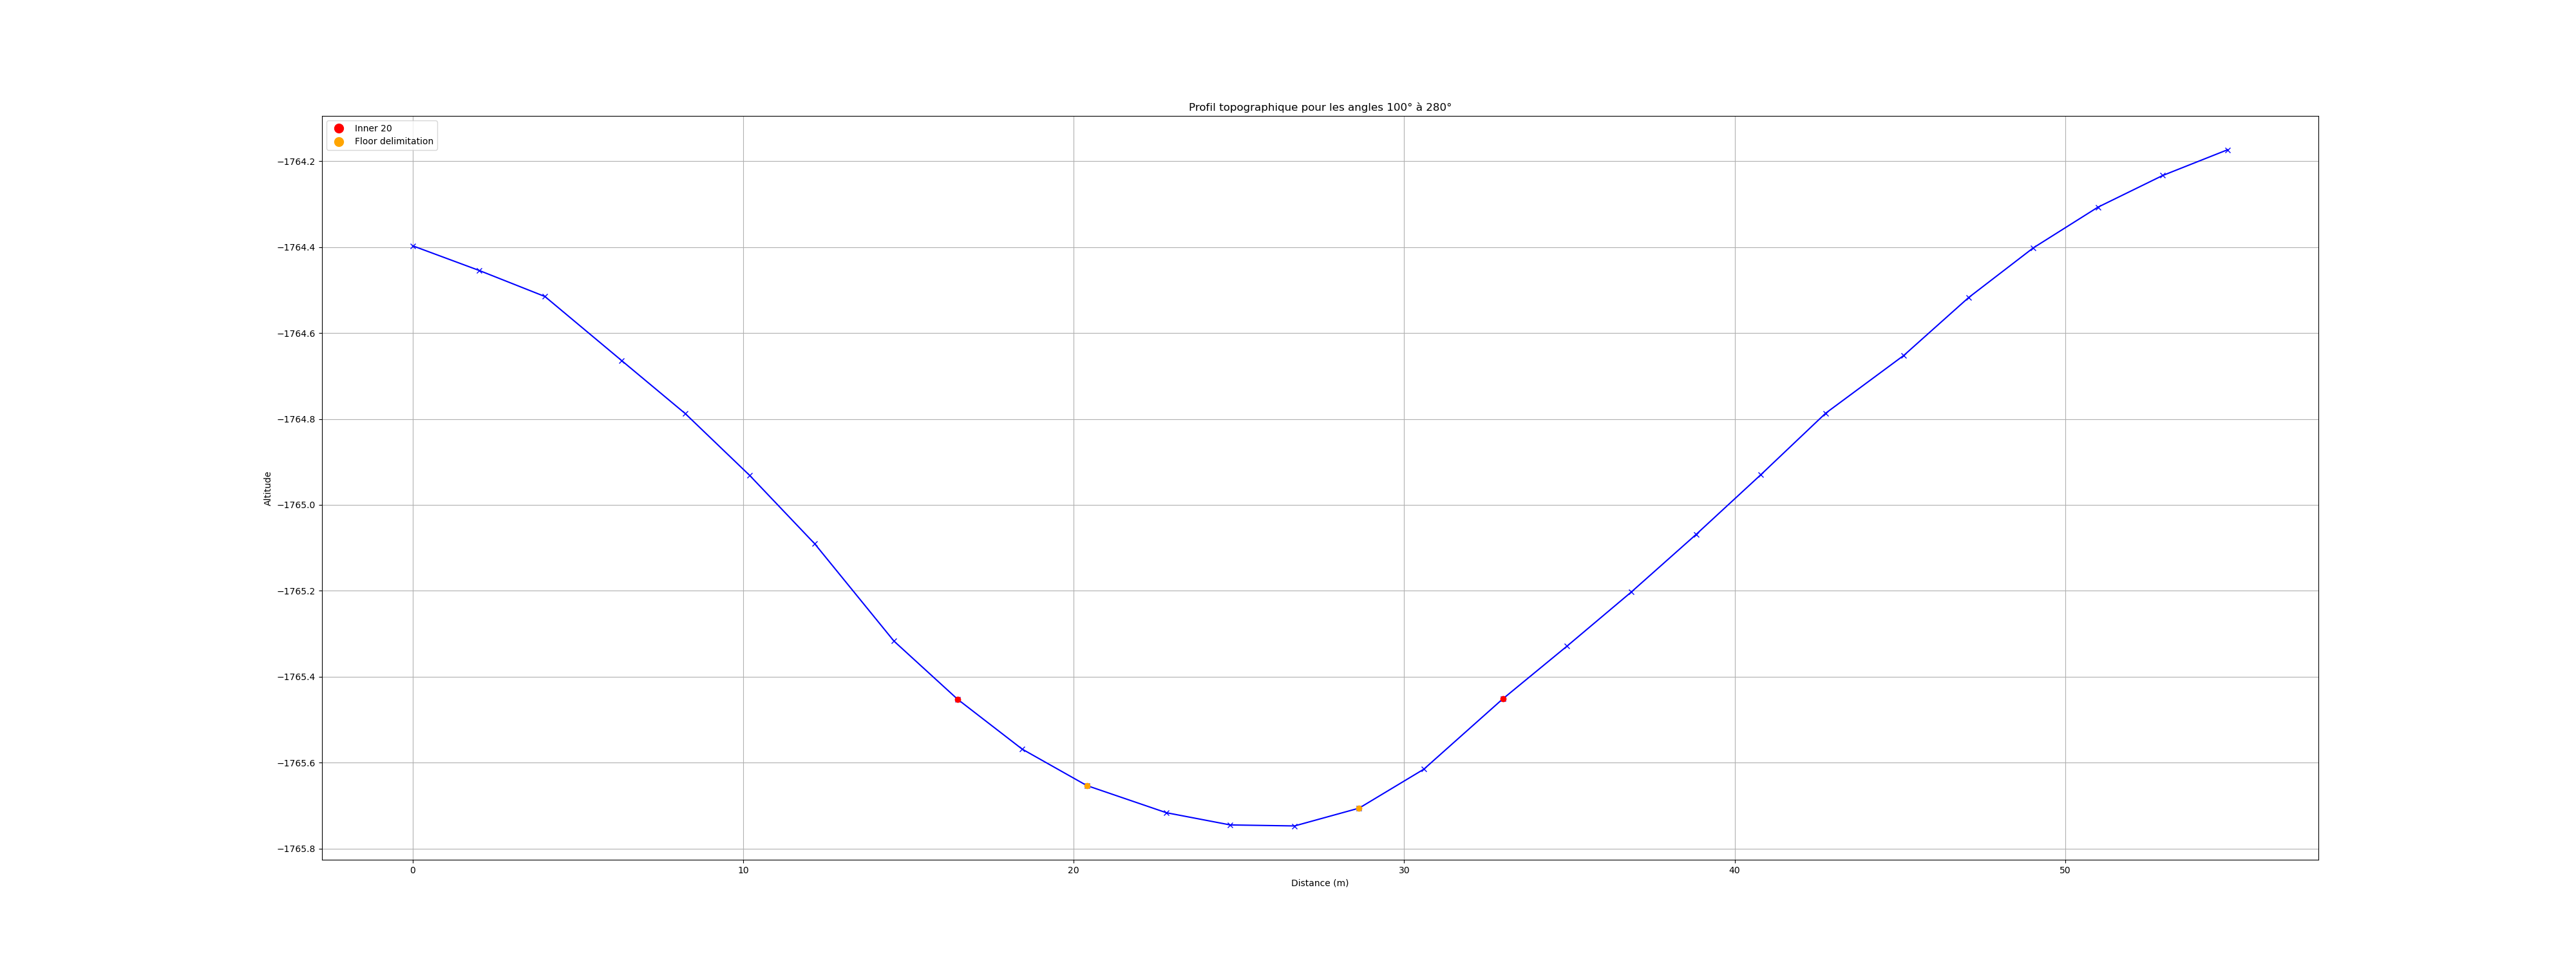 Profil topographique pour les angles 100° à 280°
Inner 20
Floor delimitation
−1764.2
−1764.4
−1764.6
−1764.8
−1765.0
−1765.2
−1765.4
−1765.6
−1765.8
Altitude
0 10 20 30 40 50
Distance (m)